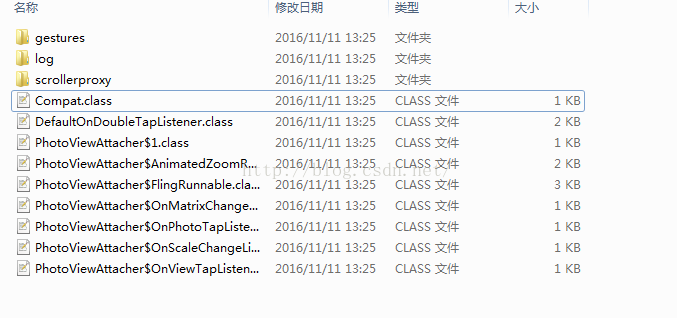 名称 修改日期 类型 大小
gestures 2016/11/11 13:25 文件夹
log 2016/11/11 13:25 文件夹
scrollerproxy 2016/11/11 13:25 文件夹
Compat.class 2016/11/11 13:25 CLASS 文件 1 KB
DefaultOnDoubleTapListener.class 2016/11/11 13:25 CLASS 文件 2 KB
PhotoViewAttacher$1.class 2016/11/11 13:25 CLASS 文件 1 KB
PhotoViewAttacher$AnimatedZoomR... 2016/11/11 13:25 CLASS 文件 2 KB
http://blog.csdn.net/
PhotoViewAttacher$FlingRunnable.cla... 2016/11/11 13:25 CLASS 文件 3 KB
PhotoViewAttacher$OnMatrixChange... 2016/11/11 13:25 CLASS 文件 1 KB
PhotoViewAttacher$OnPhotoTapListe... 2016/11/11 13:25 CLASS 文件 1 KB
PhotoViewAttacher$OnScaleChangeLi... 2016/11/11 13:25 CLASS 文件 1 KB
PhotoViewAttacher$OnViewTapListen... 2016/11/11 13:25 CLASS 文件 1 KB